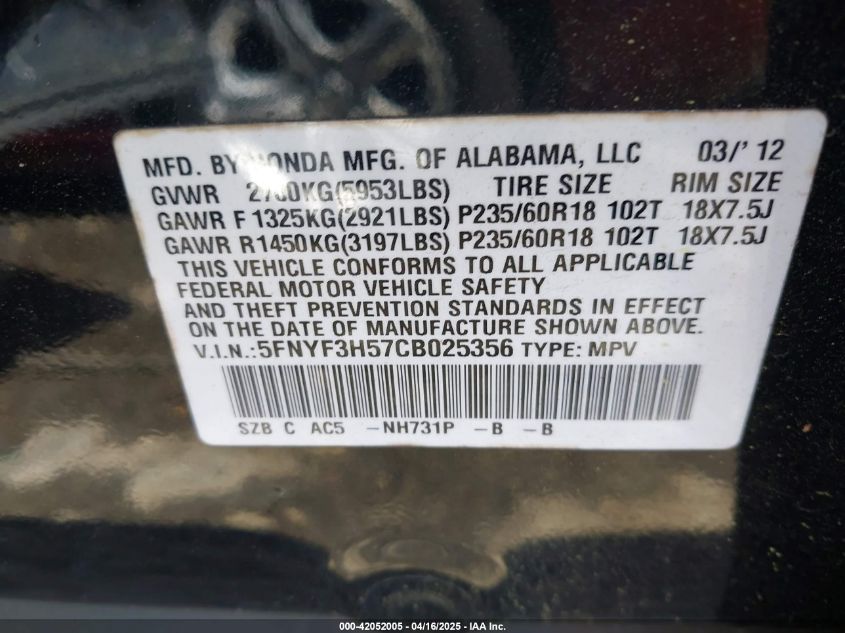 MFD. BY HONDA MFG. OF ALABAMA, LLC 03/' 12
GVWR 2700KG(5953LBS) TIRE SIZE RIM SIZE
GAWR F 1325KG(2921LBS) P235/60R18 102T 18X7.5J
GAWR R1450KG(3197LBS) P235/60R18 102T 18X7.5J
THIS VEHICLE CONFORMS TO ALL APPLICABLE
FEDERAL MOTOR VEHICLE SAFETY
AND THEFT PREVENTION STANDARDS IN EFFECT
ON THE DATE OF MANUFACTURE SHOWN ABOVE.
V.I.N.:5FNYF3H57CB025356 TYPE: MPV
SZB C AC5 -NH731P -B -B
000-42052005 - 04/16/2025 - IAA Inc.